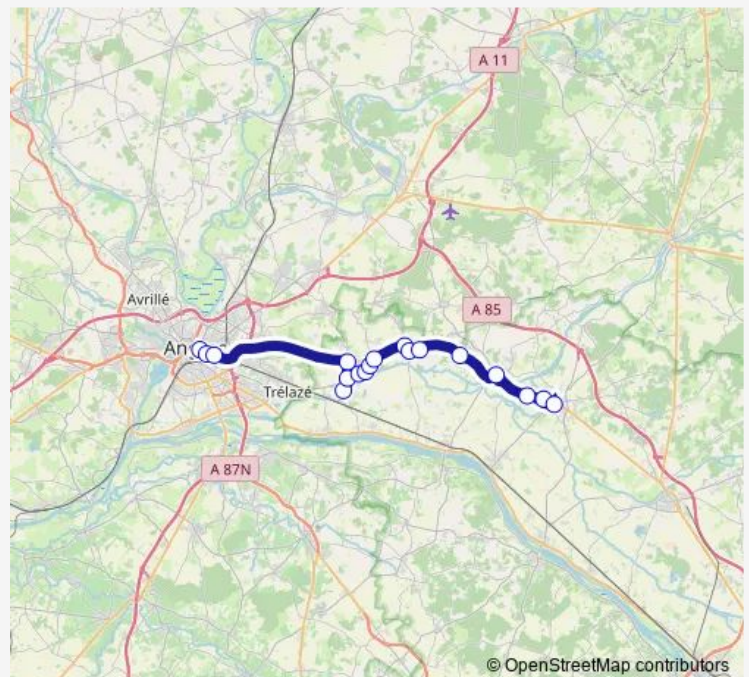 A 11
Avrillé
A 85
An
Trélazé
A 87N
© OpenStreetMap contributors